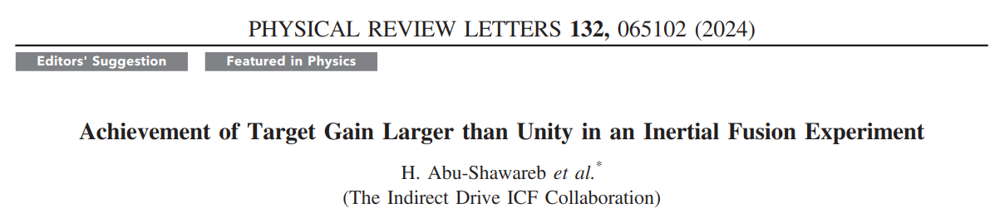 PHYSICAL REVIEW LETTERS 132, 065102 (2024)
Editors' Suggestion Featured in Physics
Achievement of Target Gain Larger than Unity in an Inertial Fusion Experiment
H. Abu-Shawareb et al.*
(The Indirect Drive ICF Collaboration)